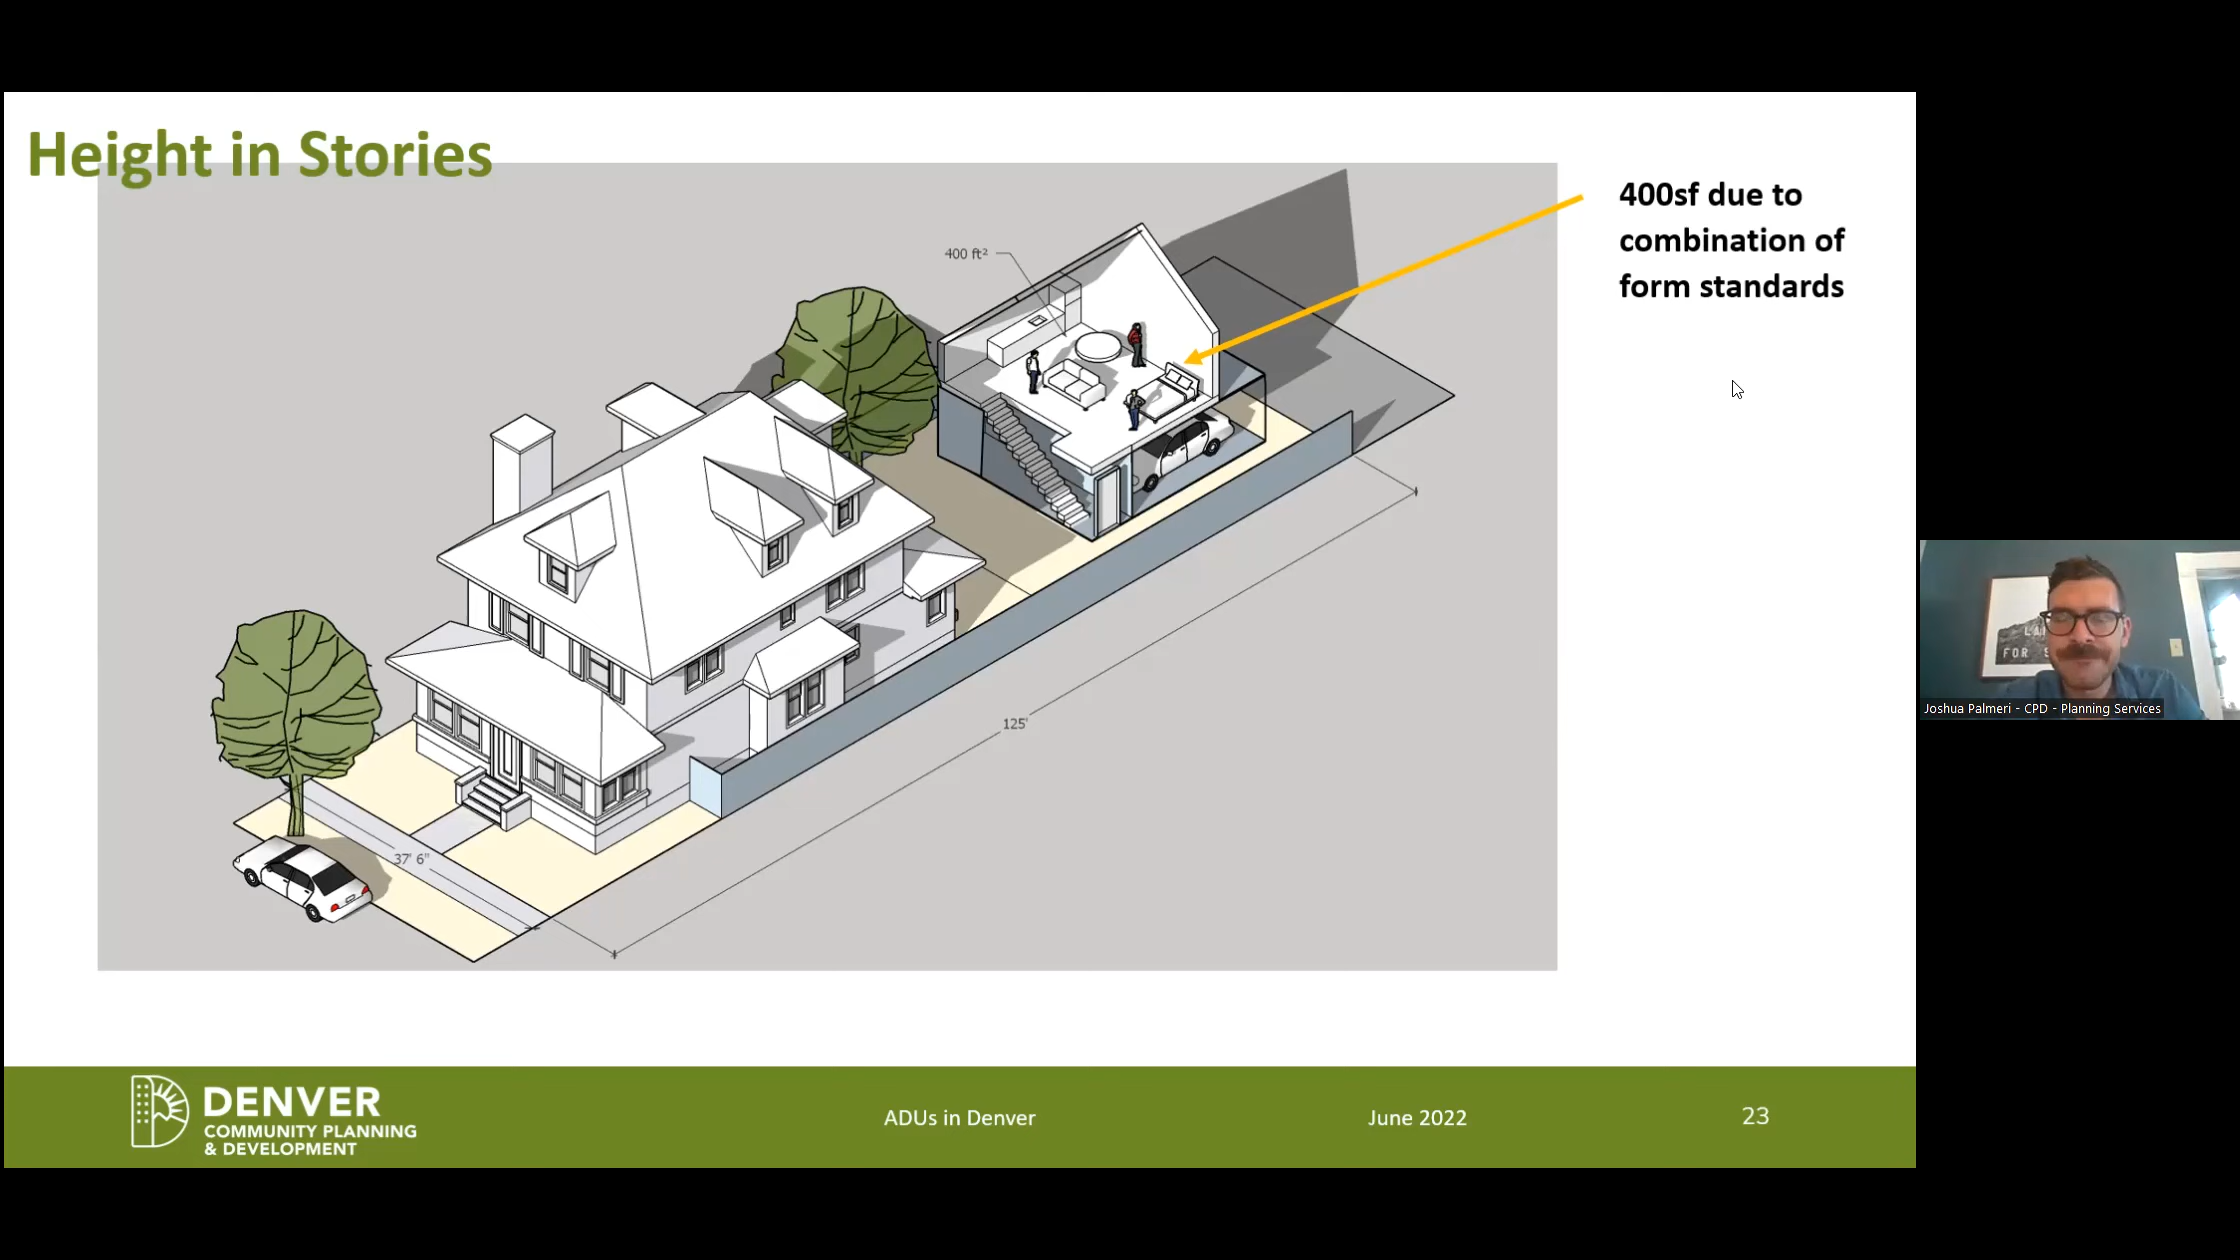 Height in Stories
400 ft²
400sf due to
combination of
form standards
125'
37' 6"
FOR
Joshua Palmeri - CPD - Planning Services
DENVER
COMMUNITY PLANNING
& DEVELOPMENT
ADUs in Denver
June 2022
23